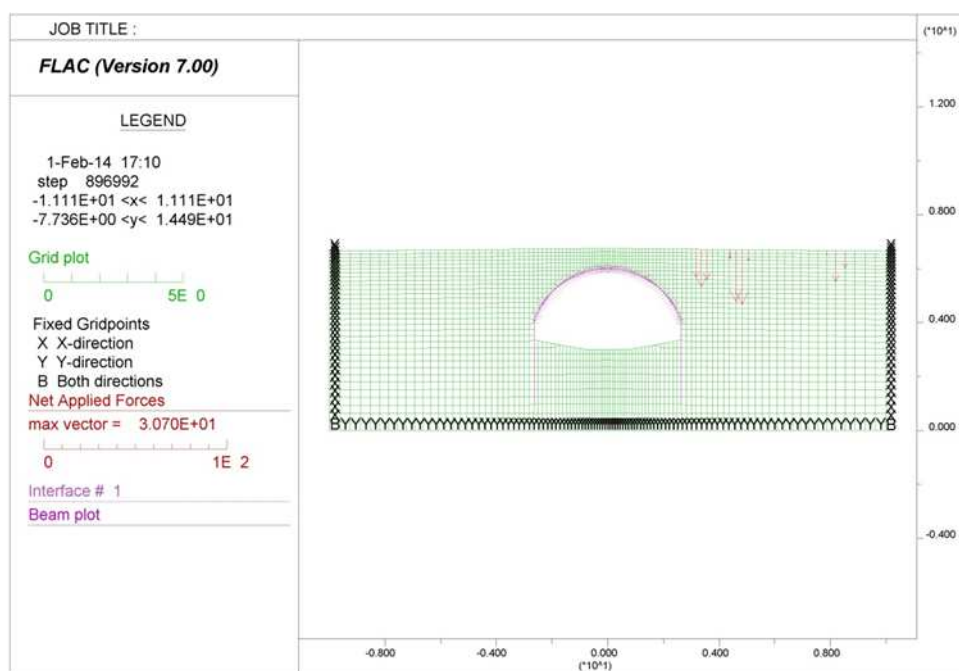 JOB TITLE :
FLAC (Version 7.00)
LEGEND
1-Feb-14 17:10
step 896992
-1.111E+01 <x< 1.111E+01
-7.736E+00 <y< 1.449E+01
Grid plot
0 5E 0
Fixed Gridpoints
X X-direction
Y Y-direction
B Both directions
Net Applied Forces
max vector = 3.070E+01
0 1E 2
Interface # 1
Beam plot
(*10^1)
1.200
0.800
0.400
0.000
-0.400
-0.800 -0.400 0.000 0.400 0.800
(*10^1)